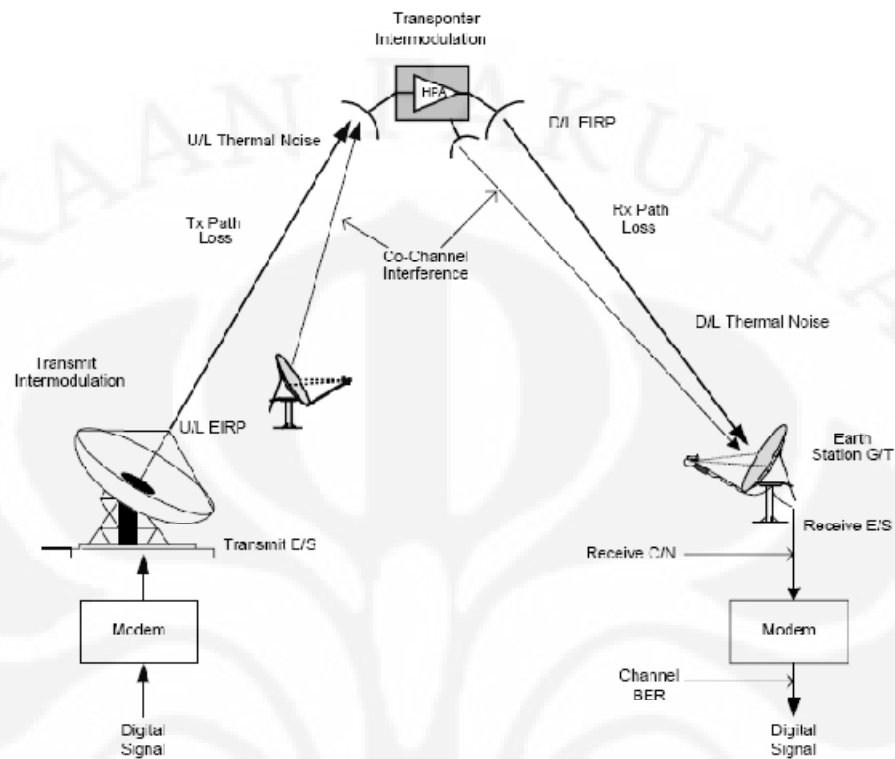 Transponter
Intermodulation
HPA
U/L Thermal Noise
D/L EIRP
Tx Path
Loss
Rx Path
Loss
Co-Channel
Interference
D/L Thermal Noise
Transmit
Intermodulation
U/L EIRP
Earth
Station G/T
Transmit E/S
Receive E/S
Receive C/N
Modem
Modem
Channel
BER
Digital
Signal
Digital
Signal